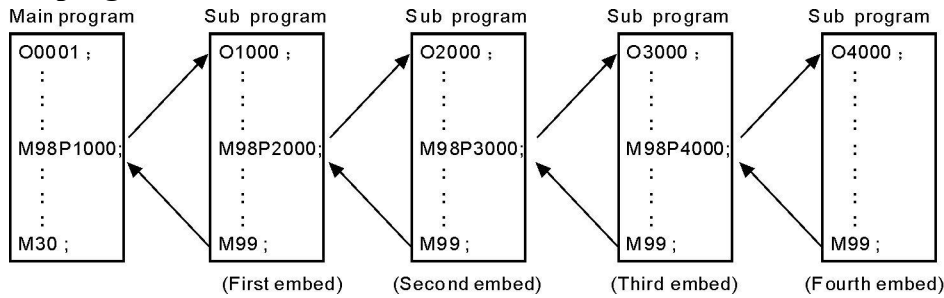 Main program
Sub program
Sub program
Sub program
Sub program
O0001 ;
M98P1000;
M30 ;
O1000 ;
M98P2000;
M99 ;
(First embed)
O2000 ;
M98P3000;
M99 ;
(Second embed)
O3000 ;
M98P4000;
M99 ;
(Third embed)
O4000 ;
M99 ;
(Fourth embed)